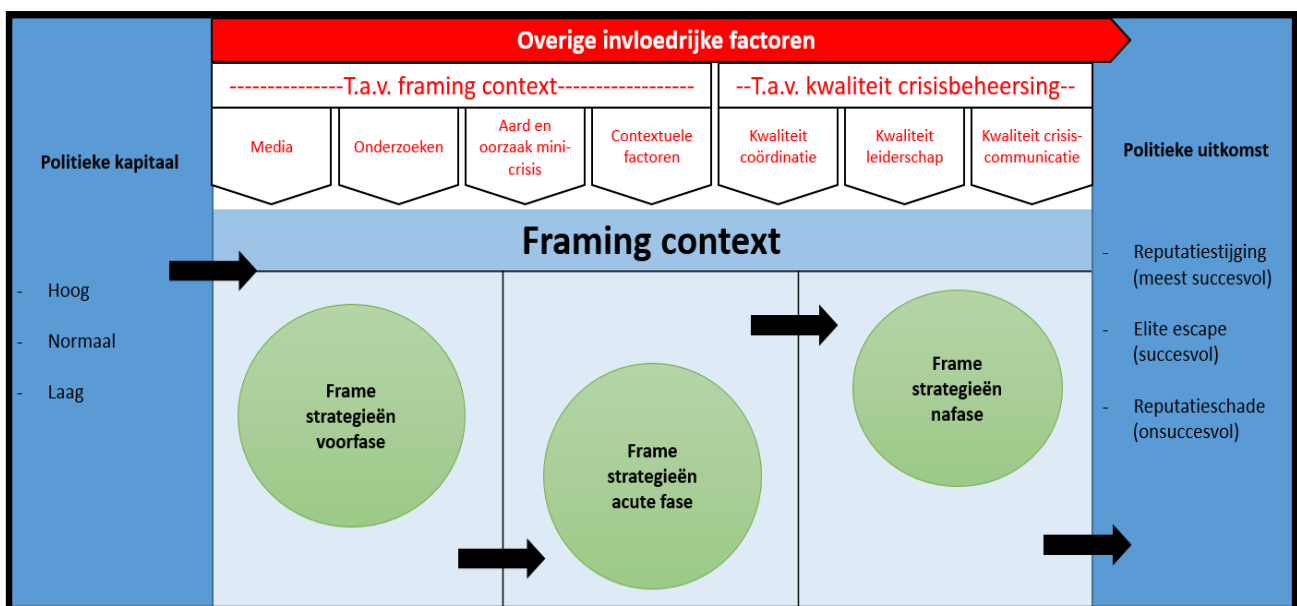 Overige invloedrijke factoren
---------------T.a.v. framing context------------------
--T.a.v. kwaliteit crisisbeheersing--
Media
Onderzoeken
Aard en
oorzaak mini-
crisis
Contextuele
factoren
Kwaliteit
coördinatie
Kwaliteit
leiderschap
Kwaliteit crisis-
communicatie
Politieke kapitaal
- Hoog
- Normaal
- Laag
Framing context
Frame
strategieën
voorfase
Frame
strategieën
acute fase
Frame
strategieën
nafase
Politieke uitkomst
- Reputatiestijging
(meest succesvol)
- Elite escape
(succesvol)
- Reputatieschade
(onsuccesvol)